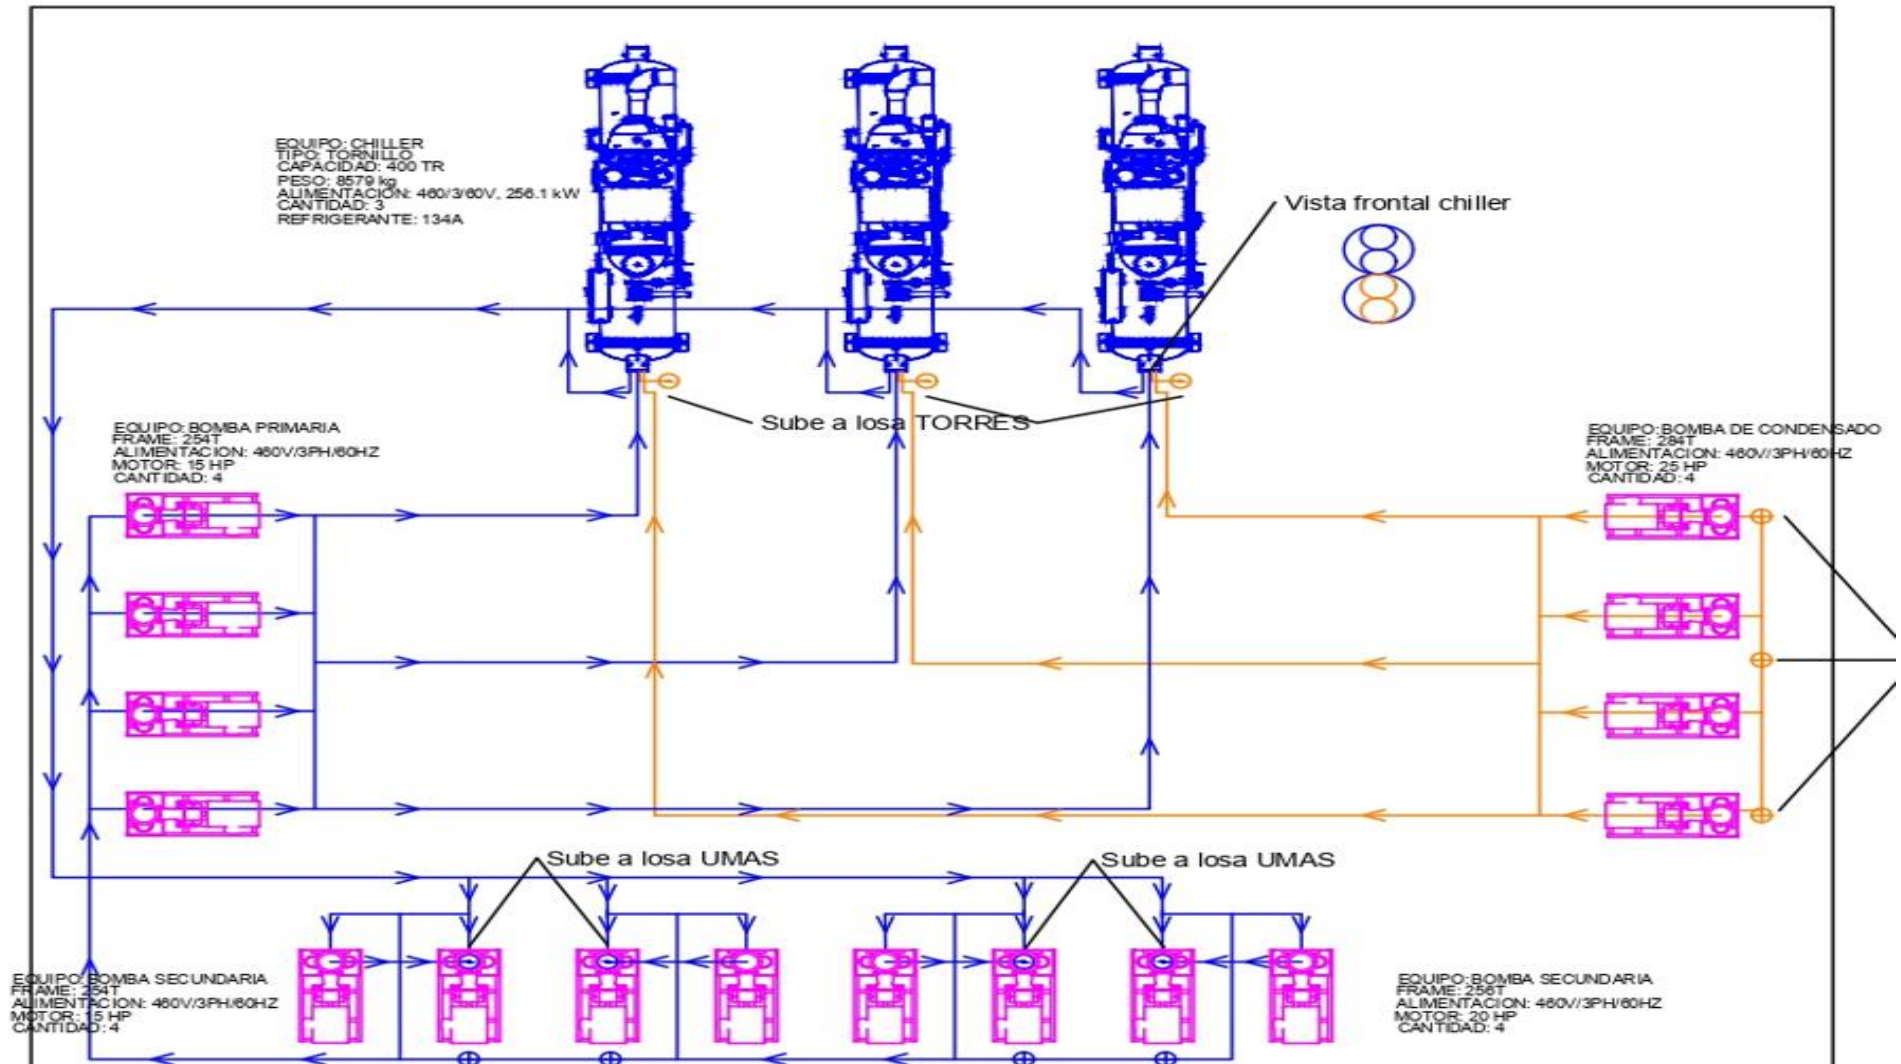 EQUIPO: CHILLER
TIPO: TORNILLO
CAPACIDAD: 400 TR
PESO: 8579 kg
ALIMENTACION: 460/3/60V, 256.1 kW
CANTIDAD: 3
REFRIGERANTE: 134A
Vista frontal chiller
Sube a losa TORRES
EQUIPO: BOMBA PRIMARIA
FRAME: 254T
ALIMENTACION: 460V/3PH/60HZ
MOTOR: 15 HP
CANTIDAD: 4
EQUIPO: BOMBA DE CONDENSADO
FRAME: 284T
ALIMENTACION: 460V/3PH/60HZ
MOTOR: 25 HP
CANTIDAD: 4
Sube a losa UMAS
Sube a losa UMAS
EQUIPO: BOMBA SECUNDARIA
FRAME: 254T
ALIMENTACION: 460V/3PH/60HZ
MOTOR: 15 HP
CANTIDAD: 4
EQUIPO: BOMBA SECUNDARIA
FRAME: 256T
ALIMENTACION: 460V/3PH/60HZ
MOTOR: 20 HP
CANTIDAD: 4